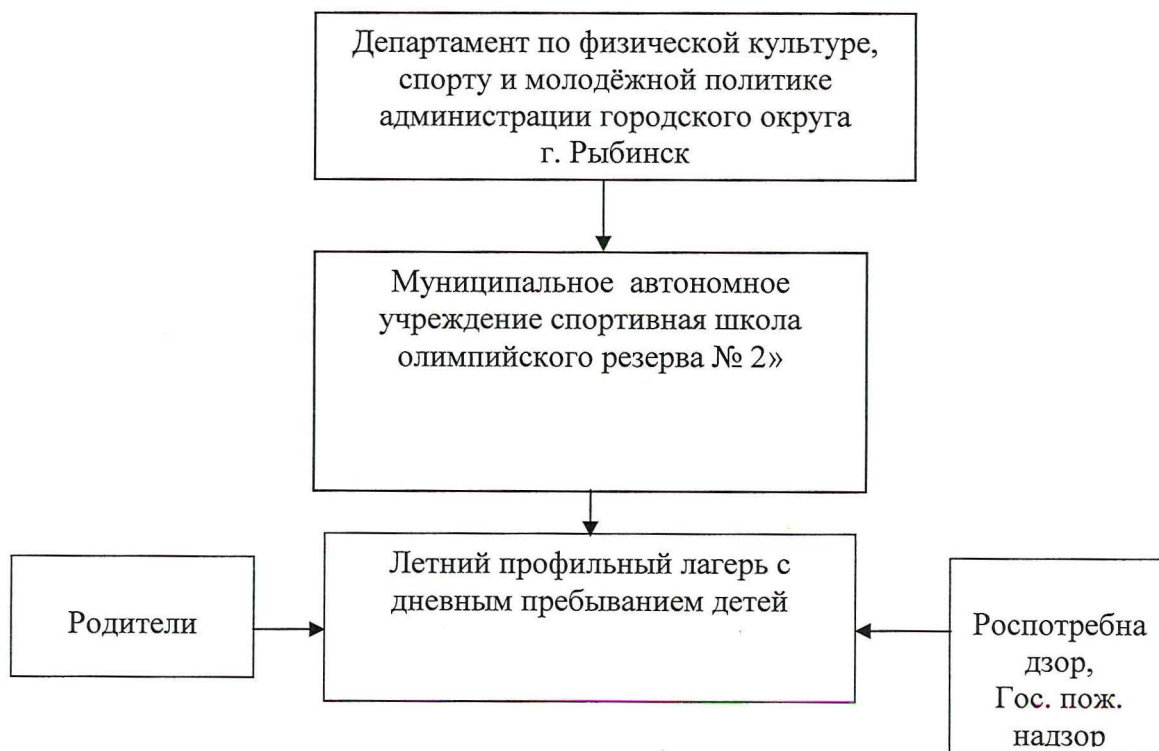 Департамент по физической культуре,
спорту и молодёжной политике
администрации городского округа
г. Рыбинск
Муниципальное автономное
учреждение спортивная школа
олимпийского резерва № 2»
Летний профильный лагерь с
дневным пребыванием детей
Родители
Роспотребна
дзор,
Гос. пож.
надзор